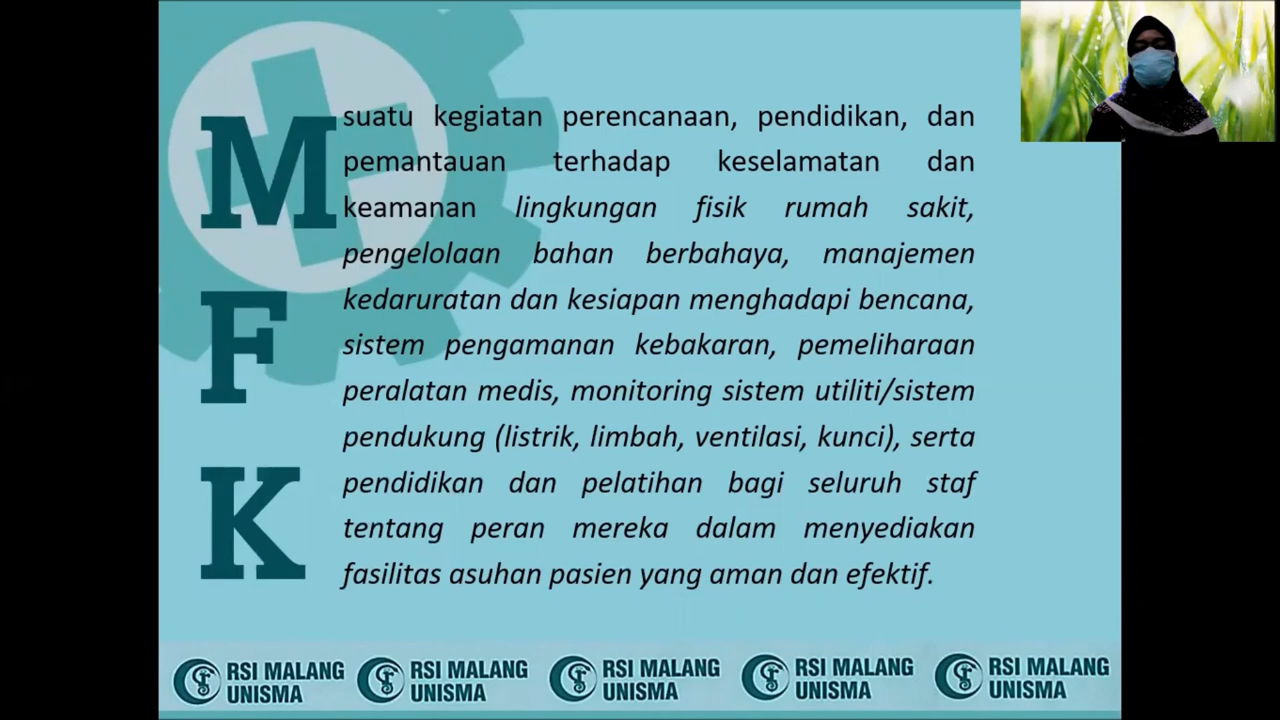 M
F
K
suatu kegiatan perencanaan, pendidikan, dan
pemantauan terhadap keselamatan dan
keamanan lingkungan fisik rumah sakit,
pengelolaan bahan berbahaya, manajemen
kedaruratan dan kesiapan menghadapi bencana,
sistem pengamanan kebakaran, pemeliharaan
peralatan medis, monitoring sistem utiliti/sistem
pendukung (listrik, limbah, ventilasi, kunci), serta
pendidikan dan pelatihan bagi seluruh staf
tentang peran mereka dalam menyediakan
fasilitas asuhan pasien yang aman dan efektif.
RSI MALANG
UNISMA
RSI MALANG
UNISMA
RSI MALANG
UNISMA
RSI MALANG
UNISMA
RSI MALANG
UNISMA